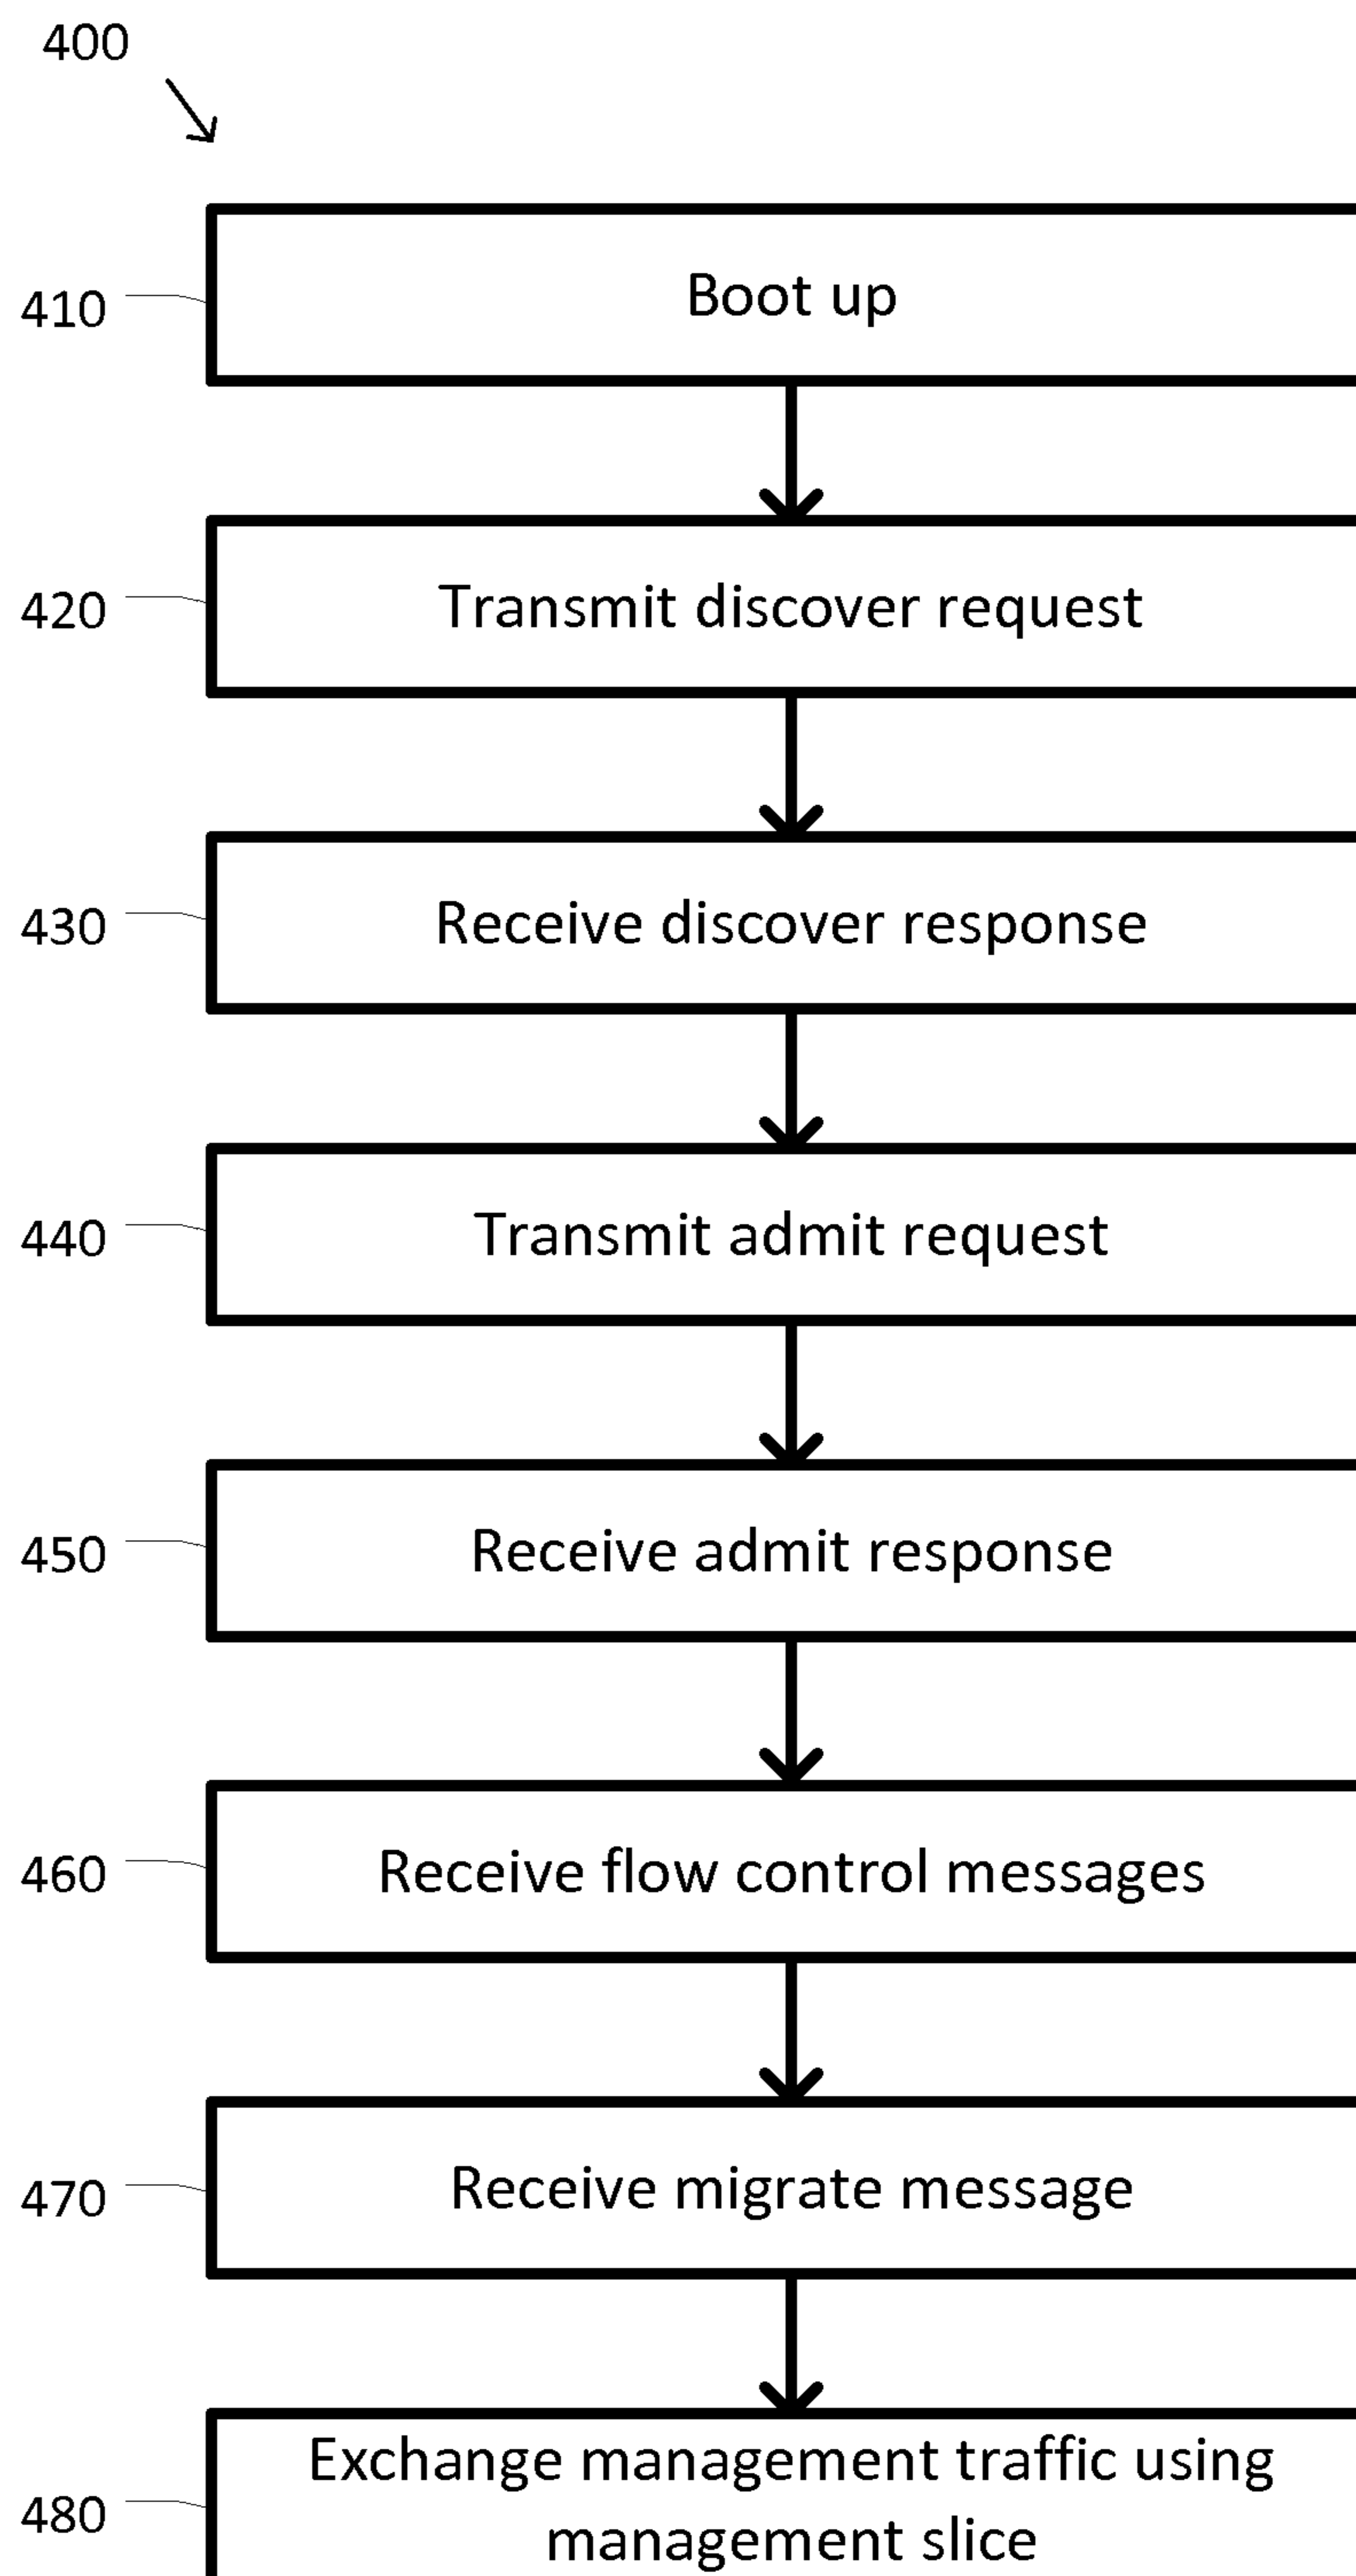 400
410
Boot up
420
Transmit discover request
430
Receive discover response
440
Transmit admit request
450
Receive admit response
460
Receive flow control messages
470
Receive migrate message
480
Exchange management traffic using
management slice